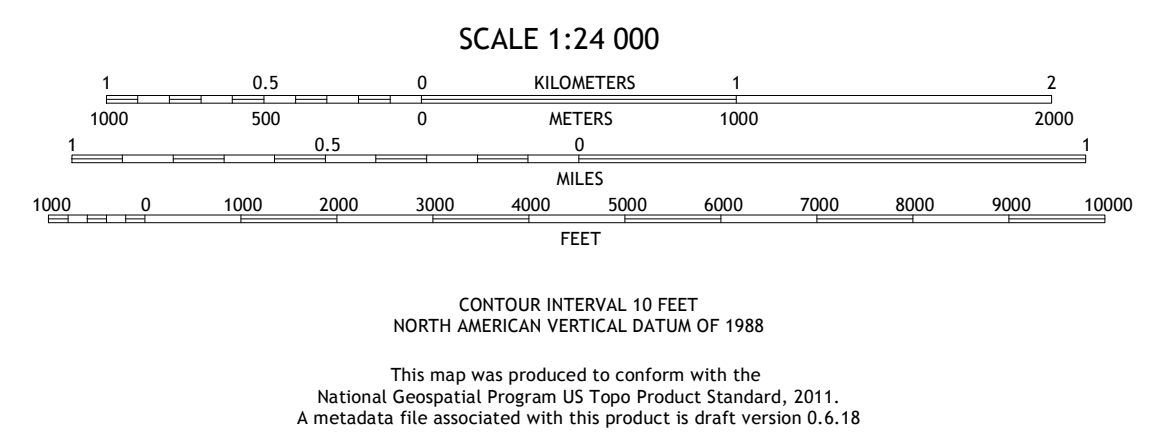 SCALE 1:24 000
1 0.5 0 KILOMETERS 1 2
1000 500 0 METERS 1000 2000
1 0.5 0 1
MILES
1000 0 1000 2000 3000 4000 5000 6000 7000 8000 9000 10000
FEET
CONTOUR INTERVAL 10 FEET
NORTH AMERICAN VERTICAL DATUM OF 1988
This map was produced to conform with the
National Geospatial Program US Topo Product Standard, 2011.
A metadata file associated with this product is draft version 0.6.18